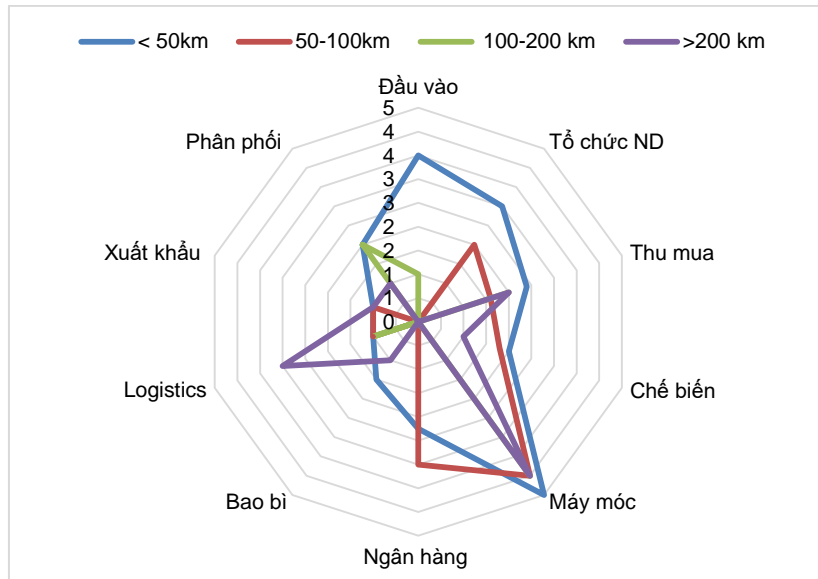 < 50km 50-100km 100-200 km >200 km
Đầu vào
5
4
Phân phối Tổ chức ND
4
3
3
Xuất khẩu Thu mua
2
2
1
1
0
Logistics Chế biến
Bao bì Máy móc
Ngân hàng